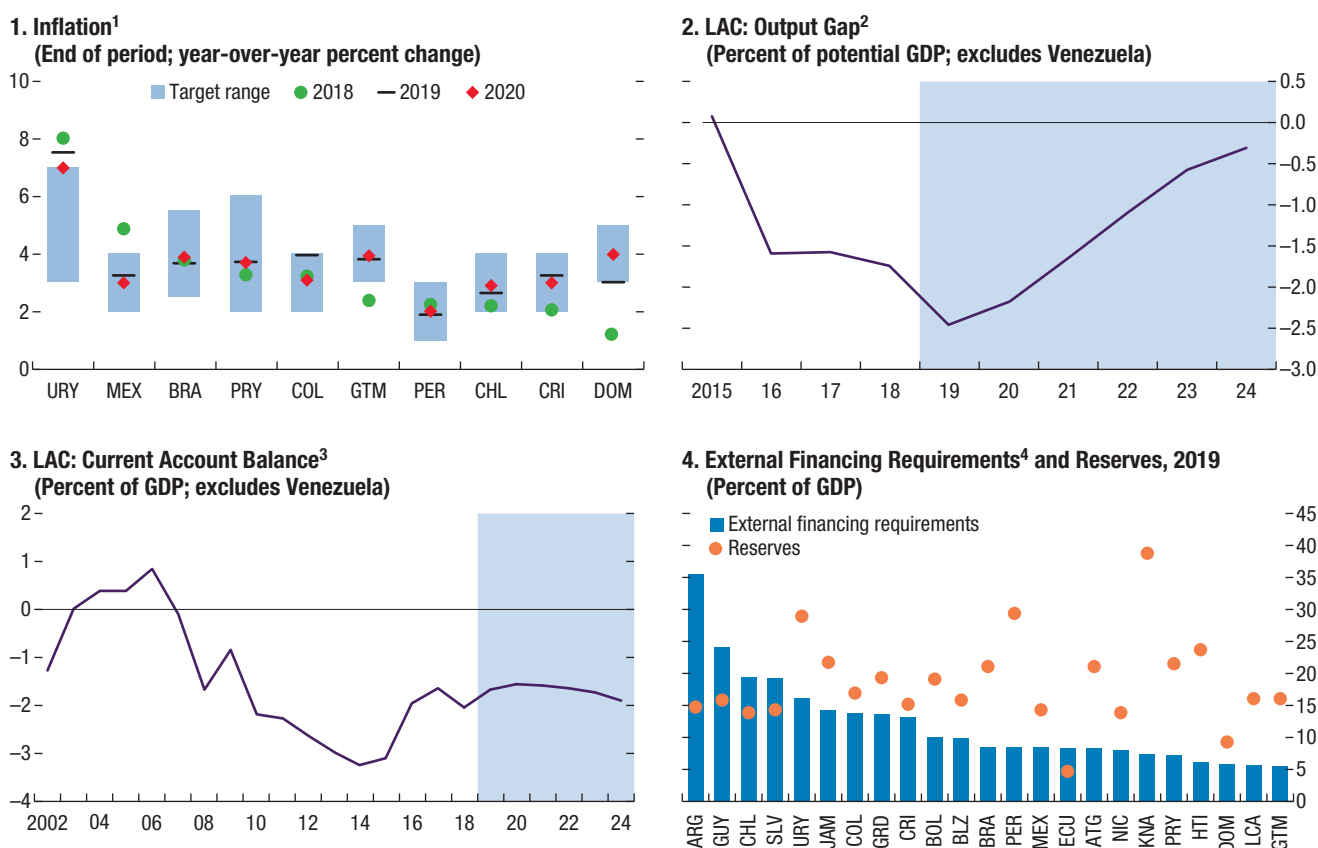 1. Inflation¹
(End of period; year-over-year percent change)
10
8
6
4
2
0
Target range
2018
2019
2020
URY
MEX
BRA
PRY
COL
GTM
PER
CHL
CRI
DOM
2. LAC: Output Gap²
(Percent of potential GDP; excludes Venezuela)
0.5
0.0
–0.5
–1.0
–1.5
–2.0
–2.5
–3.0
2015
16
17
18
19
20
21
22
23
24
3. LAC: Current Account Balance³
(Percent of GDP; excludes Venezuela)
2
1
0
–1
–2
–3
–4
2002
04
06
08
10
12
14
16
18
20
22
24
4. External Financing Requirements⁴ and Reserves, 2019
(Percent of GDP)
External financing requirements
Reserves
45
40
35
30
25
20
15
10
5
0
ARG
GUY
CHL
SLV
URY
JAM
COL
GRD
CRI
BOL
BLZ
BRA
PER
MEX
ECU
ATG
NIC
KNA
PRY
HTI
DOM
LCA
GTM